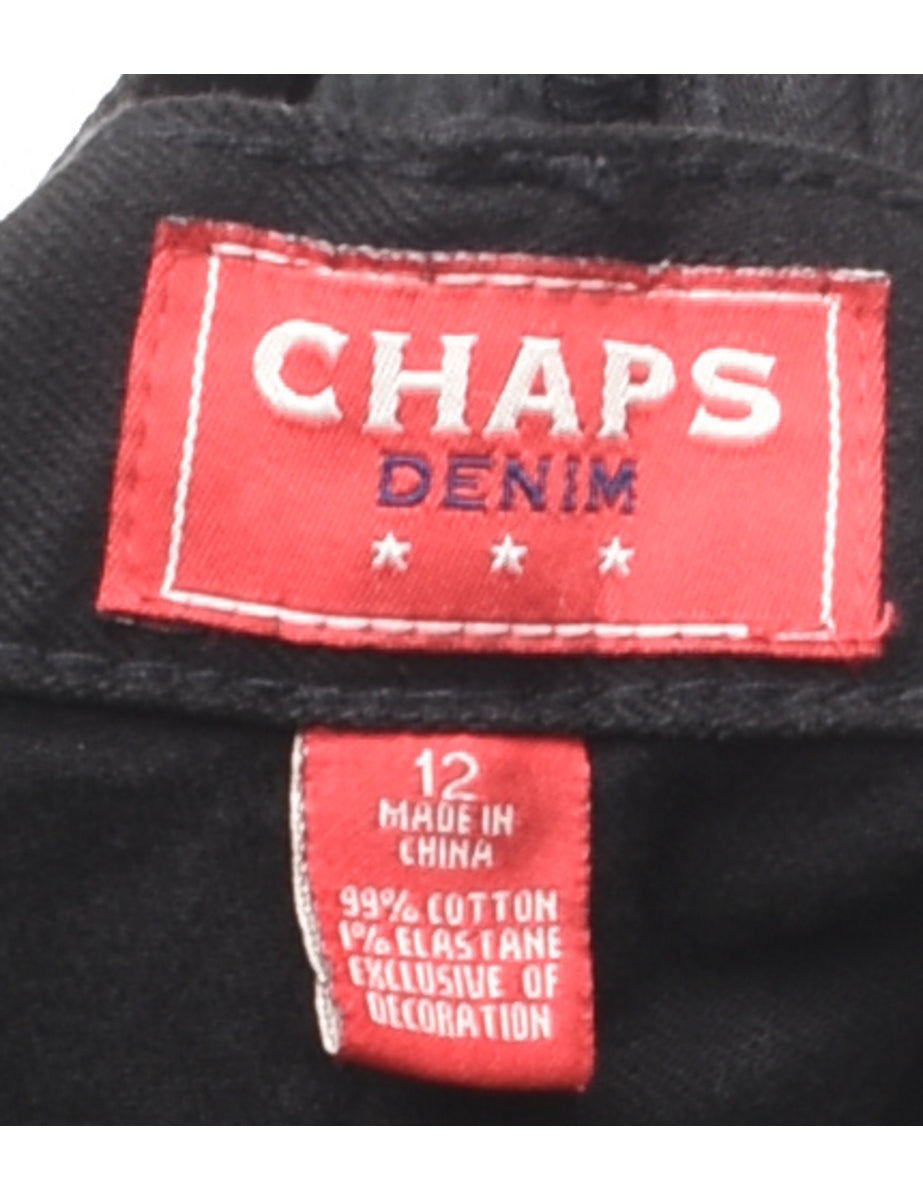 CHAPS
DENIM
12
MADE IN
CHINA
99% COTTON
1% ELASTANE
EXCLUSIVE OF
DECORATION